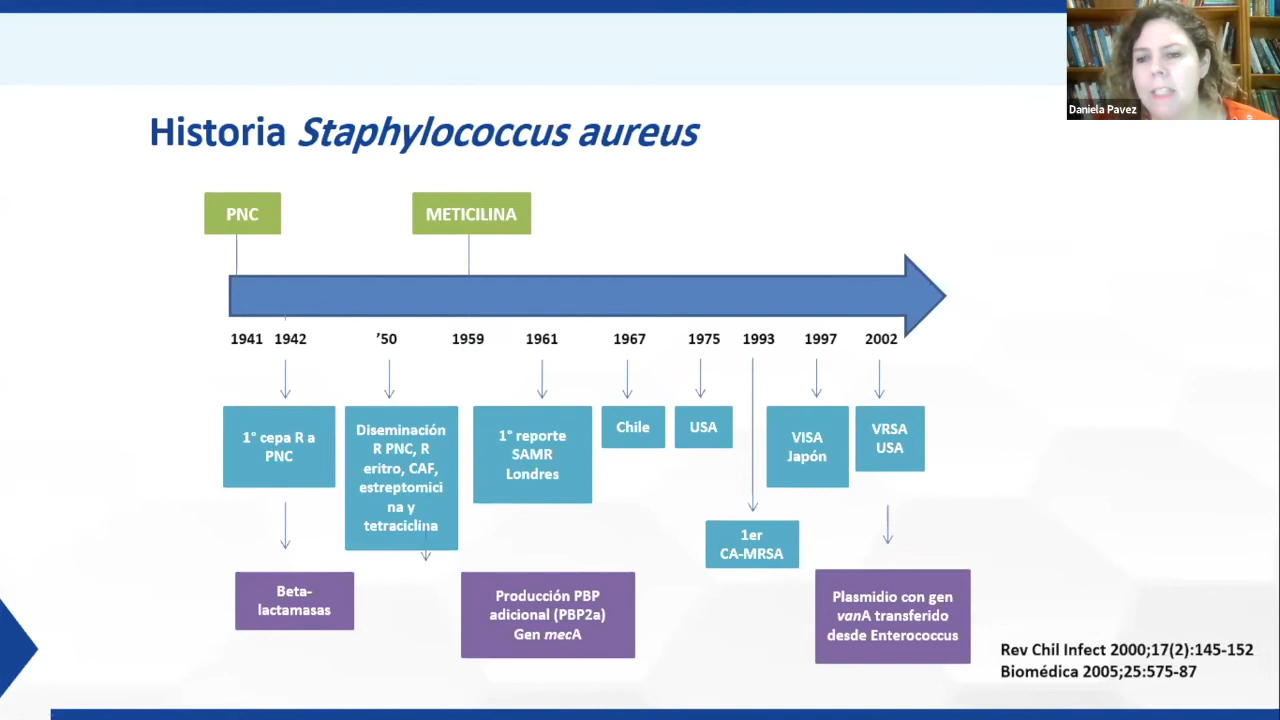 Daniela Pavez
Historia Staphylococcus aureus
PNC
METICILINA
1941 1942 ’50 1959 1961 1967 1975 1993 1997 2002
1° cepa R a
PNC
Diseminación
R PNC, R
eritro, CAF,
estreptomici
na y
tetraciclina
1° reporte
SAMR
Londres
Chile
USA
VISA
Japón
VRSA
USA
1er
CA-MRSA
Beta-
lactamasas
Producción PBP
adicional (PBP2a)
Gen mecA
Plasmidio con gen
vanA transferido
desde Enterococcus
Rev Chil Infect 2000;17(2):145-152
Biomédica 2005;25:575-87